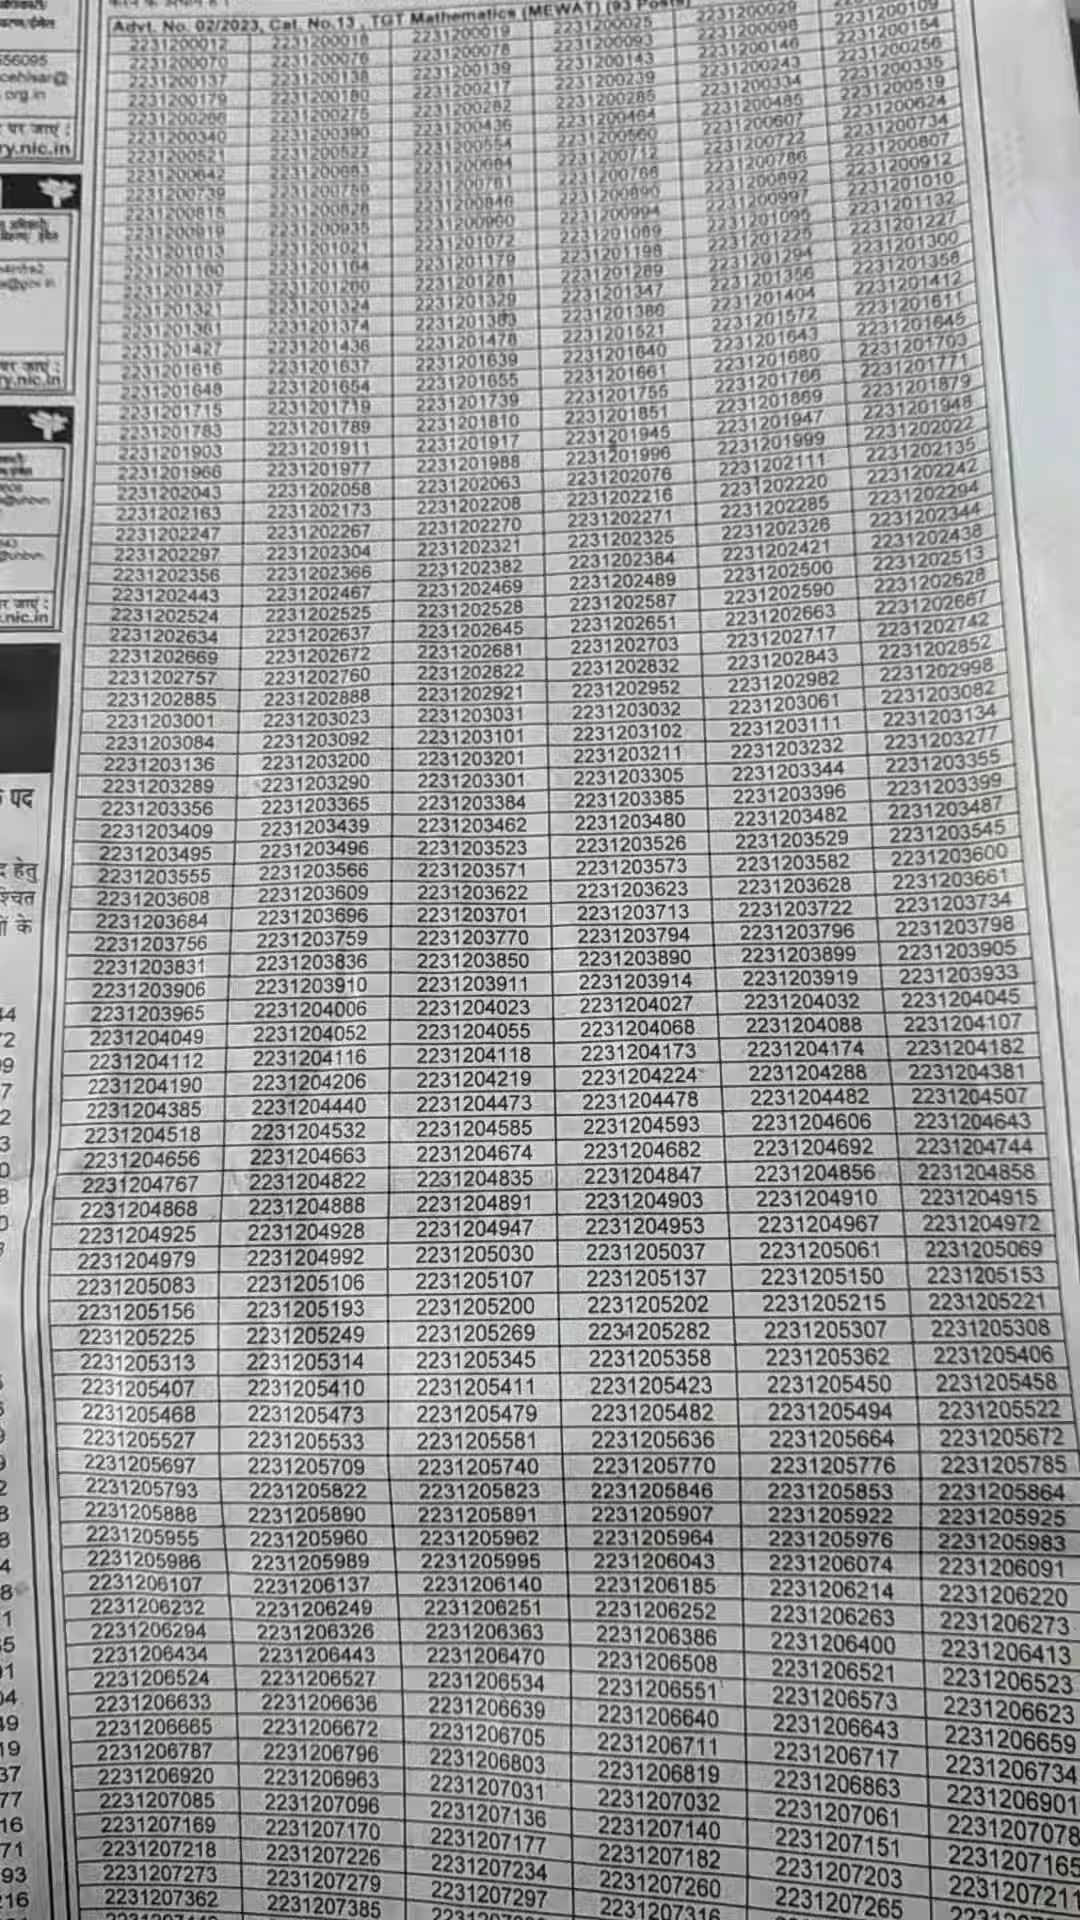 Advt. No. 02/2023, Cat. No.13 , TGT Mathematics (MEWAT) (93 Posts)
2231200012 2231200018 2231200019 2231200025 2231200029
2231200070 2231200076 2231200078 2231200093 2231200098 2231200109
2231200137 2231200138 2231200139 2231200143 2231200146 2231200154
2231200179 2231200180 2231200217 2231200239 2231200243 2231200256
2231200266 2231200275 2231200282 2231200285 2231200334 2231200335
2231200340 2231200390 2231200436 2231200464 2231200485 2231200519
2231200521 2231200522 2231200554 2231200560 2231200607 2231200624
2231200642 2231200683 2231200684 2231200712 2231200722 2231200734
2231200739 2231200759 2231200761 2231200766 2231200786 2231200807
2231200815 2231200828 2231200846 2231200890 2231200892 2231200912
2231200919 2231200935 2231200960 2231200994 2231200997 2231201010
2231201013 2231201021 2231201072 2231201089 2231201095 2231201132
2231201160 2231201164 2231201179 2231201198 2231201225 2231201227
2231201237 2231201260 2231201281 2231201289 2231201294 2231201300
2231201321 2231201324 2231201329 2231201347 2231201356 2231201358
2231201361 2231201374 2231201383 2231201386 2231201404 2231201412
2231201427 2231201436 2231201478 2231201521 2231201572 2231201611
2231201616 2231201637 2231201639 2231201640 2231201643 2231201645
2231201648 2231201654 2231201655 2231201661 2231201680 2231201703
2231201715 2231201719 2231201739 2231201755 2231201766 2231201771
2231201783 2231201789 2231201810 2231201851 2231201869 2231201879
2231201903 2231201911 2231201917 2231201945 2231201947 2231201948
2231201966 2231201977 2231201988 2231201996 2231201999 2231202022
2231202043 2231202058 2231202063 2231202076 2231202111 2231202135
2231202163 2231202173 2231202208 2231202216 2231202220 2231202242
2231202247 2231202267 2231202270 2231202271 2231202285 2231202294
2231202297 2231202304 2231202321 2231202325 2231202326 2231202344
2231202356 2231202366 2231202382 2231202384 2231202421 2231202438
2231202443 2231202467 2231202469 2231202489 2231202500 2231202513
2231202524 2231202525 2231202528 2231202587 2231202590 2231202628
2231202634 2231202637 2231202645 2231202651 2231202663 2231202667
2231202669 2231202672 2231202681 2231202703 2231202717 2231202742
2231202757 2231202760 2231202822 2231202832 2231202843 2231202852
2231202885 2231202888 2231202921 2231202952 2231202982 2231202998
2231203001 2231203023 2231203031 2231203032 2231203061 2231203082
2231203084 2231203092 2231203101 2231203102 2231203111 2231203134
2231203136 2231203200 2231203201 2231203211 2231203232 2231203277
2231203289 2231203290 2231203301 2231203305 2231203344 2231203355
2231203356 2231203365 2231203384 2231203385 2231203396 2231203399
2231203409 2231203439 2231203462 2231203480 2231203482 2231203487
2231203495 2231203496 2231203523 2231203526 2231203529 2231203545
2231203555 2231203566 2231203571 2231203573 2231203582 2231203600
2231203608 2231203609 2231203622 2231203623 2231203628 2231203661
2231203684 2231203696 2231203701 2231203713 2231203722 2231203734
2231203756 2231203759 2231203770 2231203794 2231203796 2231203798
2231203831 2231203836 2231203850 2231203890 2231203899 2231203905
2231203906 2231203910 2231203911 2231203914 2231203919 2231203933
2231203965 2231204006 2231204023 2231204027 2231204032 2231204045
2231204049 2231204052 2231204055 2231204068 2231204088 2231204107
2231204112 2231204116 2231204118 2231204173 2231204174 2231204182
2231204190 2231204206 2231204219 2231204224 2231204288 2231204381
2231204385 2231204440 2231204473 2231204478 2231204482 2231204507
2231204518 2231204532 2231204585 2231204593 2231204606 2231204643
2231204656 2231204663 2231204674 2231204682 2231204692 2231204744
2231204767 2231204822 2231204835 2231204847 2231204856 2231204858
2231204868 2231204888 2231204891 2231204903 2231204910 2231204915
2231204925 2231204928 2231204947 2231204953 2231204967 2231204972
2231204979 2231204992 2231205030 2231205037 2231205061 2231205069
2231205083 2231205106 2231205107 2231205137 2231205150 2231205153
2231205156 2231205193 2231205200 2231205202 2231205215 2231205221
2231205225 2231205249 2231205269 2231205282 2231205307 2231205308
2231205313 2231205314 2231205345 2231205358 2231205362 2231205406
2231205407 2231205410 2231205411 2231205423 2231205450 2231205458
2231205468 2231205473 2231205479 2231205482 2231205494 2231205522
2231205527 2231205533 2231205581 2231205636 2231205664 2231205672
2231205697 2231205709 2231205740 2231205770 2231205776 2231205785
2231205793 2231205822 2231205823 2231205846 2231205853 2231205864
2231205888 2231205890 2231205891 2231205907 2231205922 2231205925
2231205955 2231205960 2231205962 2231205964 2231205976 2231205983
2231205986 2231205989 2231205995 2231206043 2231206074 2231206091
2231206107 2231206137 2231206140 2231206185 2231206214 2231206220
2231206232 2231206249 2231206251 2231206252 2231206263 2231206273
2231206294 2231206326 2231206363 2231206386 2231206400 2231206413
2231206434 2231206443 2231206470 2231206508 2231206521 2231206523
2231206524 2231206527 2231206534 2231206551 2231206573 2231206623
2231206633 2231206636 2231206639 2231206640 2231206643 2231206659
2231206665 2231206672 2231206705 2231206711 2231206717 2231206734
2231206787 2231206796 2231206803 2231206819 2231206863 2231206901
2231206920 2231206963 2231207031 2231207032 2231207061 2231207078
2231207085 2231207096 2231207136 2231207140 2231207151 2231207165
2231207169 2231207170 2231207177 2231207182 2231207203 2231207211
2231207218 2231207226 2231207234 2231207260 2231207265
2231207273 2231207279 2231207297 2231207316
2231207362 2231207385